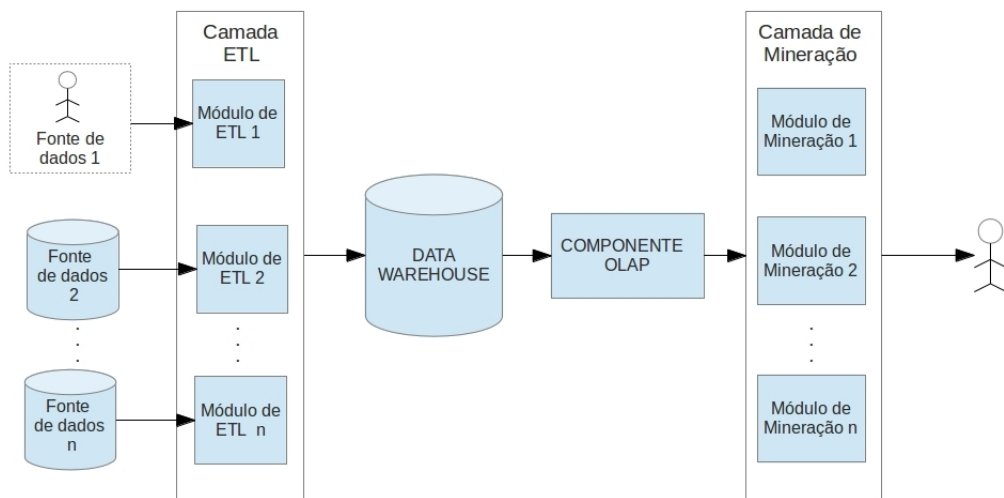 Camada
ETL
Camada de
Mineração
Fonte de
dados 1
Módulo de
ETL 1
Módulo de
Mineração 1
Fonte
de dados
2
Módulo de
ETL 2
DATA
WAREHOUSE
COMPONENTE
OLAP
Módulo de
Mineração 2
Fonte
de dados
n
Módulo de
ETL n
Módulo de
Mineração n